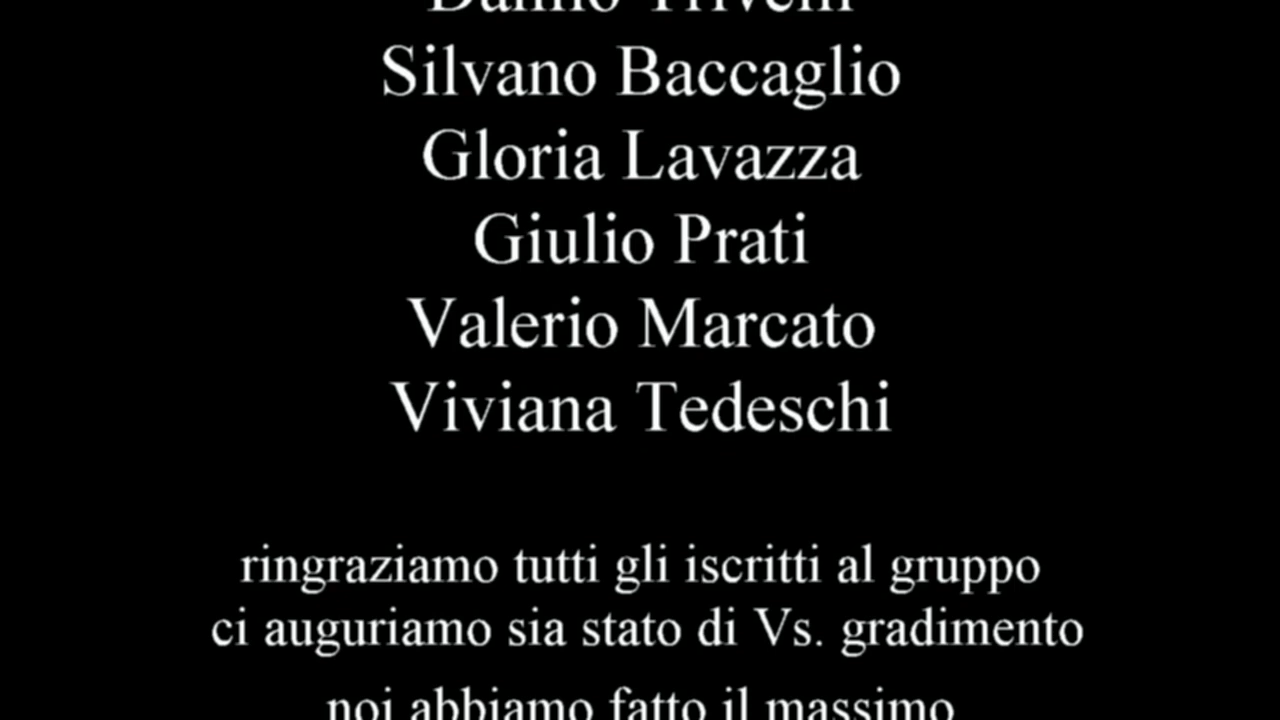 Silvano Baccaglio
Gloria Lavazza
Giulio Prati
Valerio Marcato
Viviana Tedeschi
ringraziamo tutti gli iscritti al gruppo
ci auguriamo sia stato di Vs. gradimento
noi abbiamo fatto il massimo